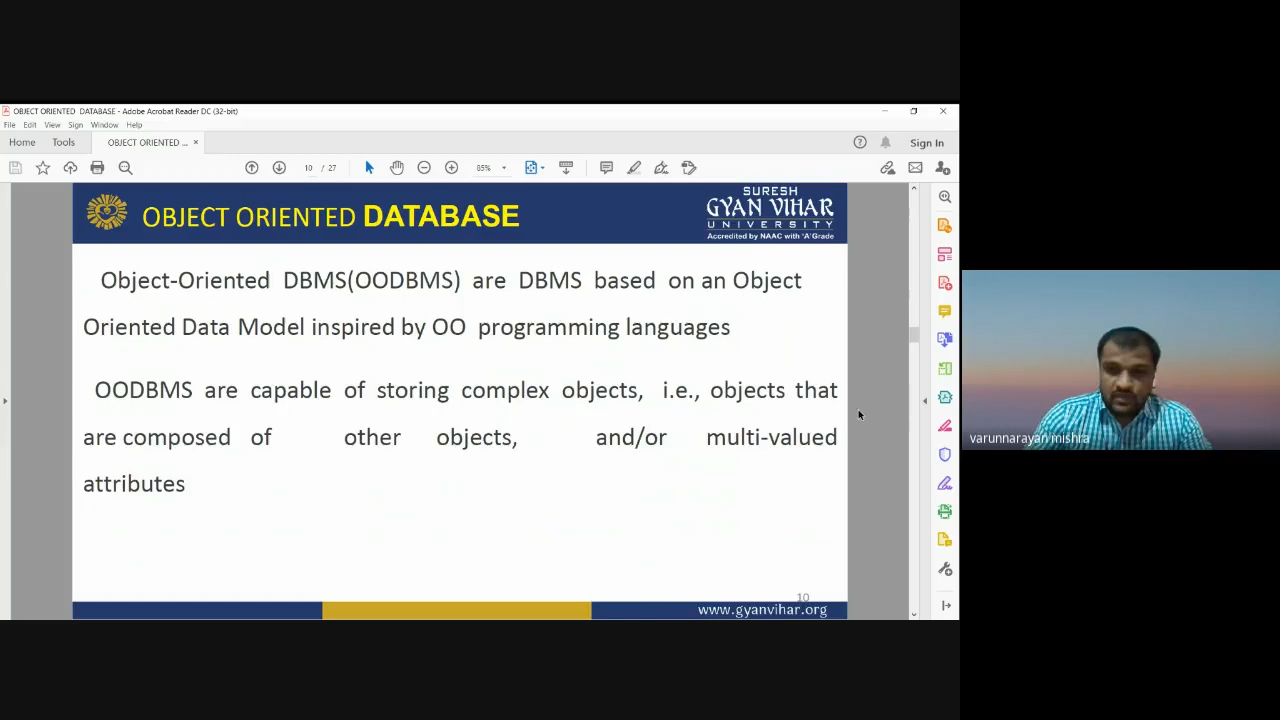 OBJECT ORIENTED DATABASE - Adobe Acrobat Reader DC (32-bit)
File Edit View Sign Window Help
Home Tools OBJECT ORIENTED ... × Sign In
10 / 27 85%
OBJECT ORIENTED DATABASE
SURESH
GYAN VIHAR
UNIVERSITY
Accredited by NAAC with 'A' Grade
Object-Oriented DBMS(OODBMS) are DBMS based on an Object
Oriented Data Model inspired by OO programming languages
OODBMS are capable of storing complex objects, i.e., objects that
are composed of other objects, and/or multi-valued
attributes
10
www.gyanvihar.org
varunnarayan mishra